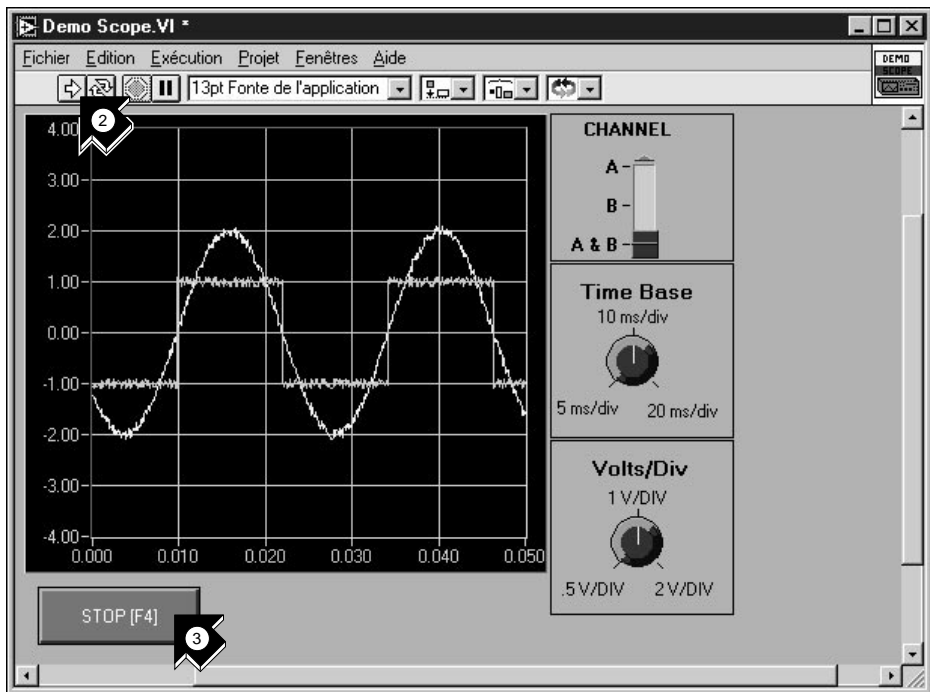 Demo Scope.VI *
Fichier Edition Exécution Projet Fenêtres Aide
DEMO
SCOPE
13pt Fonte de l'application
2
4.00
3.00
2.00
1.00
0.00
-1.00
-2.00
-3.00
-4.00
0.000 0.010 0.020 0.030 0.040 0.050
CHANNEL
A
B
A & B
Time Base
10 ms/div
5 ms/div 20 ms/div
Volts/Div
1 V/DIV
.5 V/DIV 2 V/DIV
STOP [F4]
3